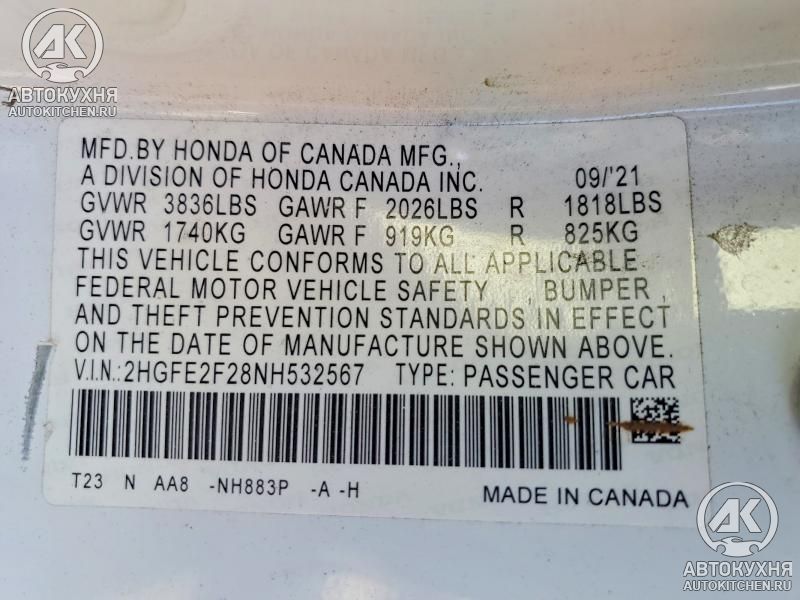 АВТОКУХНЯ
AUTOKITCHEN.RU
MFD.BY HONDA OF CANADA MFG.,
A DIVISION OF HONDA CANADA INC. 09/'21
GVWR 3836LBS GAWR F 2026LBS R 1818LBS
GVWR 1740KG GAWR F 919KG R 825KG
THIS VEHICLE CONFORMS TO ALL APPLICABLE
FEDERAL MOTOR VEHICLE SAFETY , BUMPER ,
AND THEFT PREVENTION STANDARDS IN EFFECT
ON THE DATE OF MANUFACTURE SHOWN ABOVE.
V.I.N.:2HGFE2F28NH532567 TYPE: PASSENGER CAR
T23 N AA8 -NH883P -A -H MADE IN CANADA
АК
АВТОКУХНЯ
AUTOKITCHEN.RU